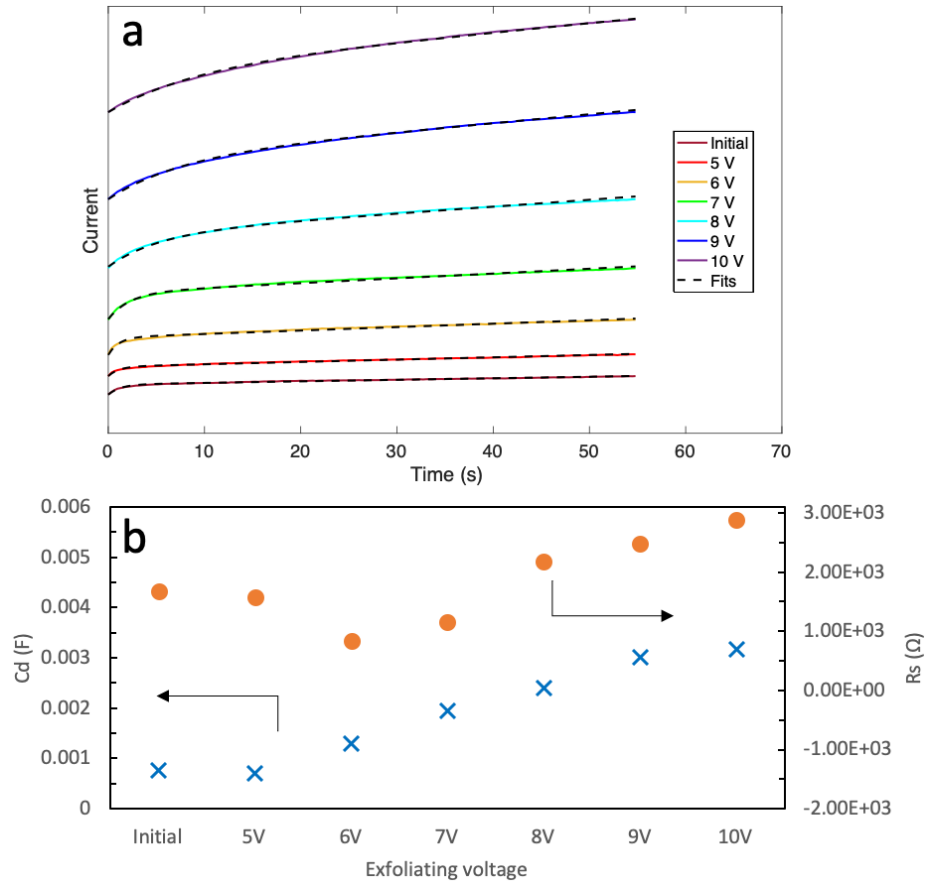 a
Current
Initial
5 V
6 V
7 V
8 V
9 V
10 V
Fits
0 10 20 30 40 50 60 70
Time (s)
b
Cd (F)
0.006
0.005
0.004
0.003
0.002
0.001
0
3.00E+03
2.00E+03
1.00E+03
0.00E+00
-1.00E+03
-2.00E+03
Rs (Ω)
Initial 5V 6V 7V 8V 9V 10V
Exfoliating voltage